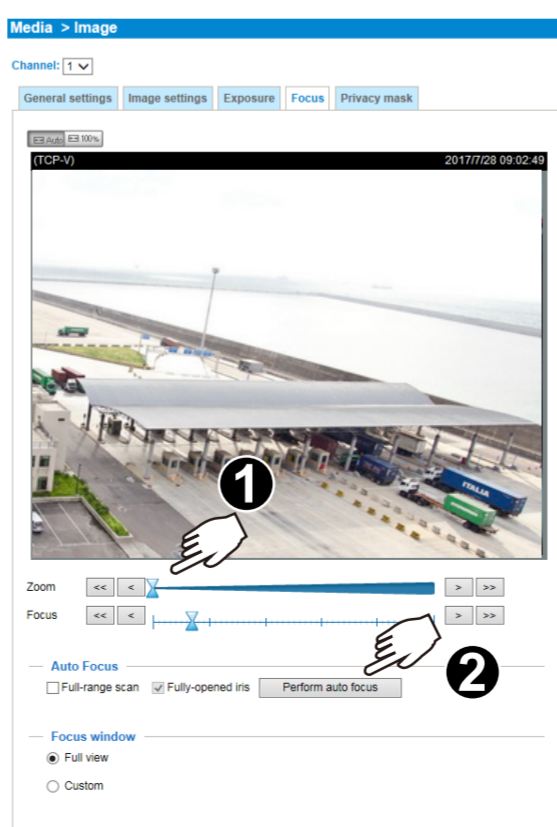 Media > Image
Channel: 1
General settings Image settings Exposure Focus Privacy mask
Auto 100%
(TCP-V) 2017/7/28 09:02:49
ITALIA
1
Zoom << < > >>
Focus << < > >>
2
Auto Focus
Full-range scan Fully-opened iris Perform auto focus
Focus window
Full view
Custom